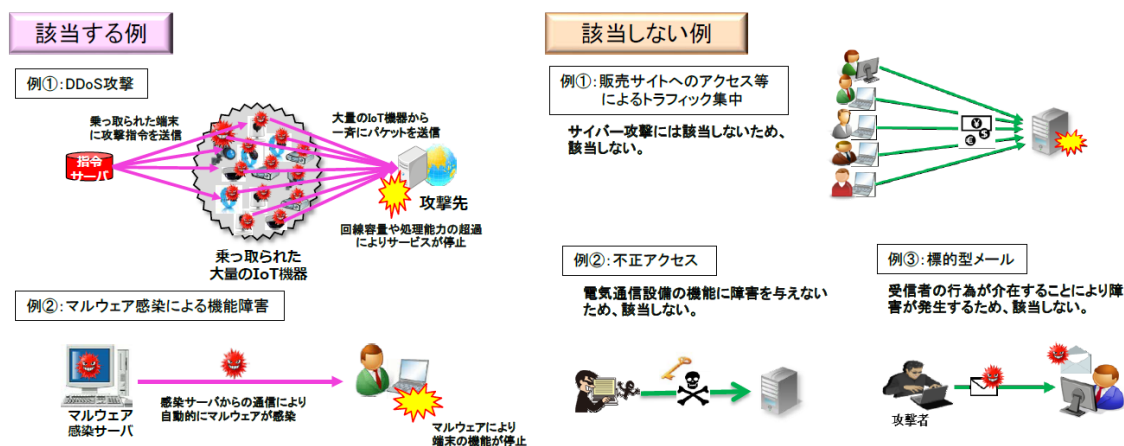 該当する例
例①:DDoS攻撃
乗っ取られた端末
に攻撃指令を送信
大量のIoT機器から
一斉にパケットを送信
指令
サーバ
攻撃先
回線容量や処理能力の超過
によりサービスが停止
乗っ取られた
大量のIoT機器
例②:マルウェア感染による機能障害
マルウェア
感染サーバ
感染サーバからの通信により
自動的にマルウェアが感染
マルウェアにより
端末の機能が停止
該当しない例
例①:販売サイトへのアクセス等
によるトラフィック集中
サイバー攻撃には該当しないため、
該当しない。
¥
$
€
例②:不正アクセス
電気通信設備の機能に障害を与えない
ため、該当しない。
例③:標的型メール
受信者の行為が介在することにより障
害が発生するため、該当しない。
攻撃者